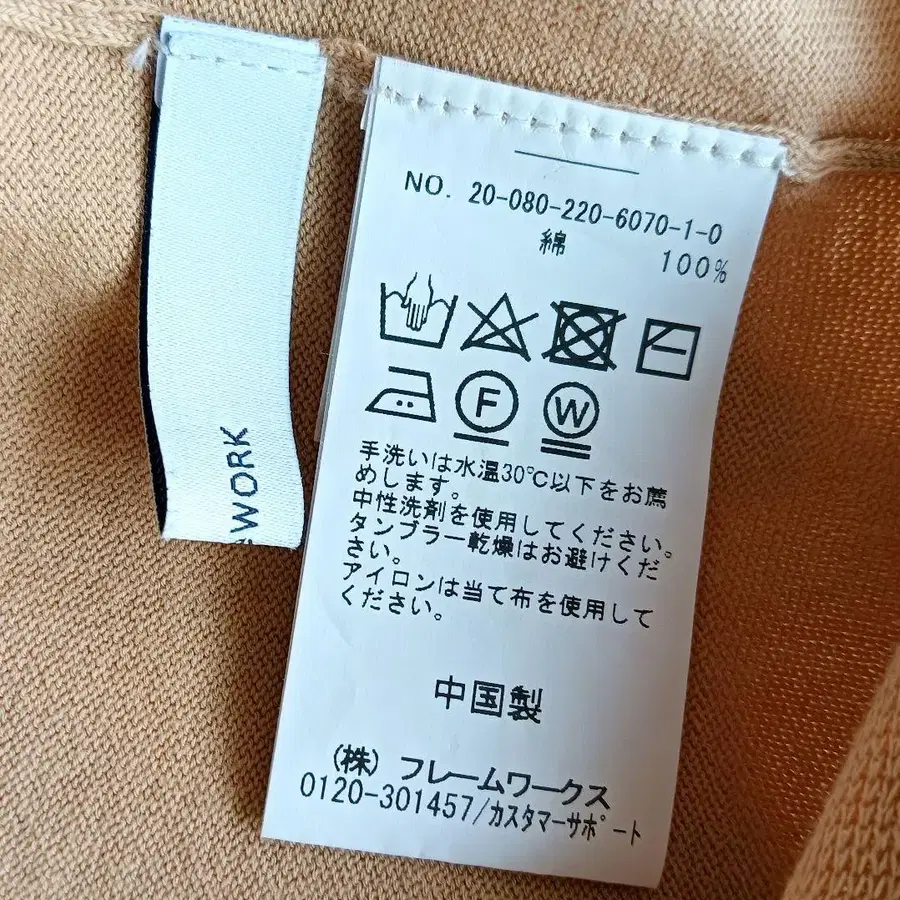 WORK
NO. 20-080-220-6070-1-0
綿 100%
F W
手洗いは水温30℃以下をお薦
めします。
中性洗剤を使用してください。
タンブラー乾燥はお避けくだ
さい。
アイロンは当て布を使用して
ください。
中国製
(株) フレームワークス
0120-301457/カスタマーサポート